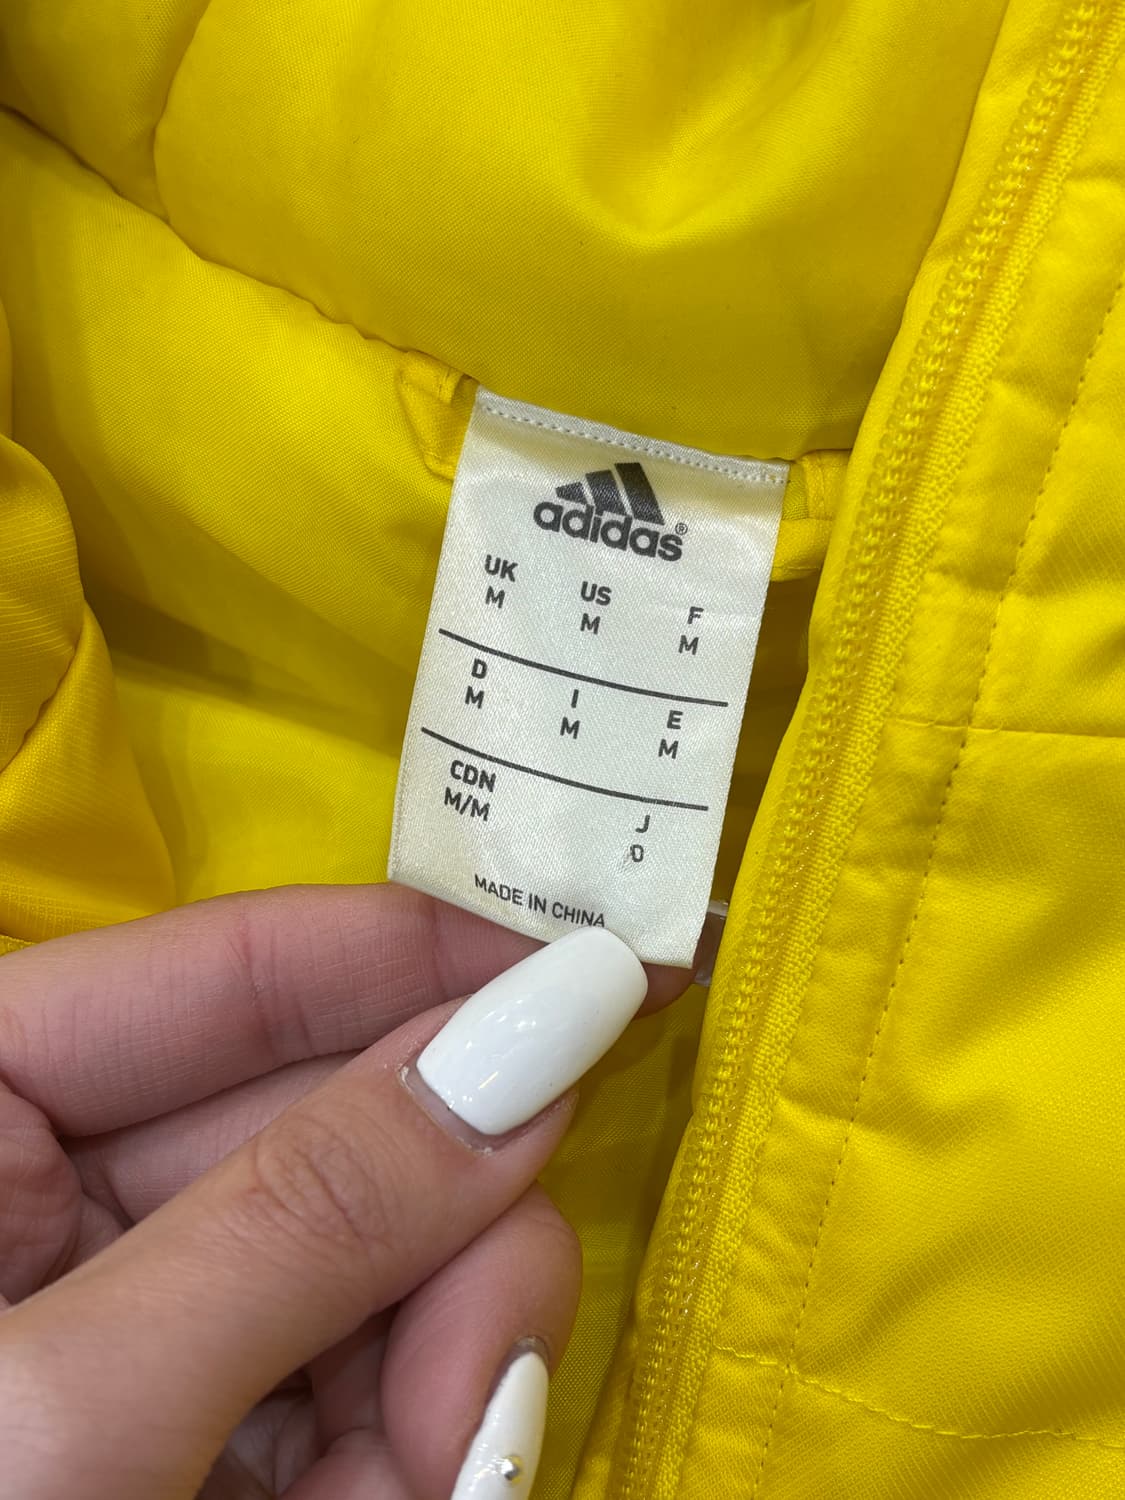 adidas®
UK US F
M M M
D I E
M M M
CDN J
M/M O
MADE IN CHINA